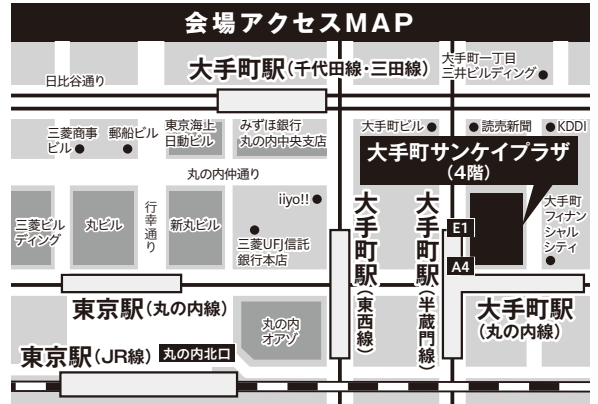 会場アクセスMAP
大手町一丁目
三井ビルディング●
大手町駅(千代田線・三田線)
日比谷通り
三菱商事
ビル●
郵船ビル
●
東京海上
日動ビル
みずほ銀行
丸の内中央支店
大手町ビル●
●読売新聞
●KDDI
大手町サンケイプラザ
(4階)
丸の内仲通り
iiyo!!●
三菱ビル
ディング
丸ビル
行幸通り
新丸ビル
●
三菱UFJ信託
銀行本店
大手町駅(東西線)
大手町駅(半蔵門線)
E1
A4
大手町
フィナン
シャル
シティ
●
東京駅(丸の内線)
大手町駅
(丸の内線)
丸の内
オアゾ
東京駅(JR線)
丸の内北口